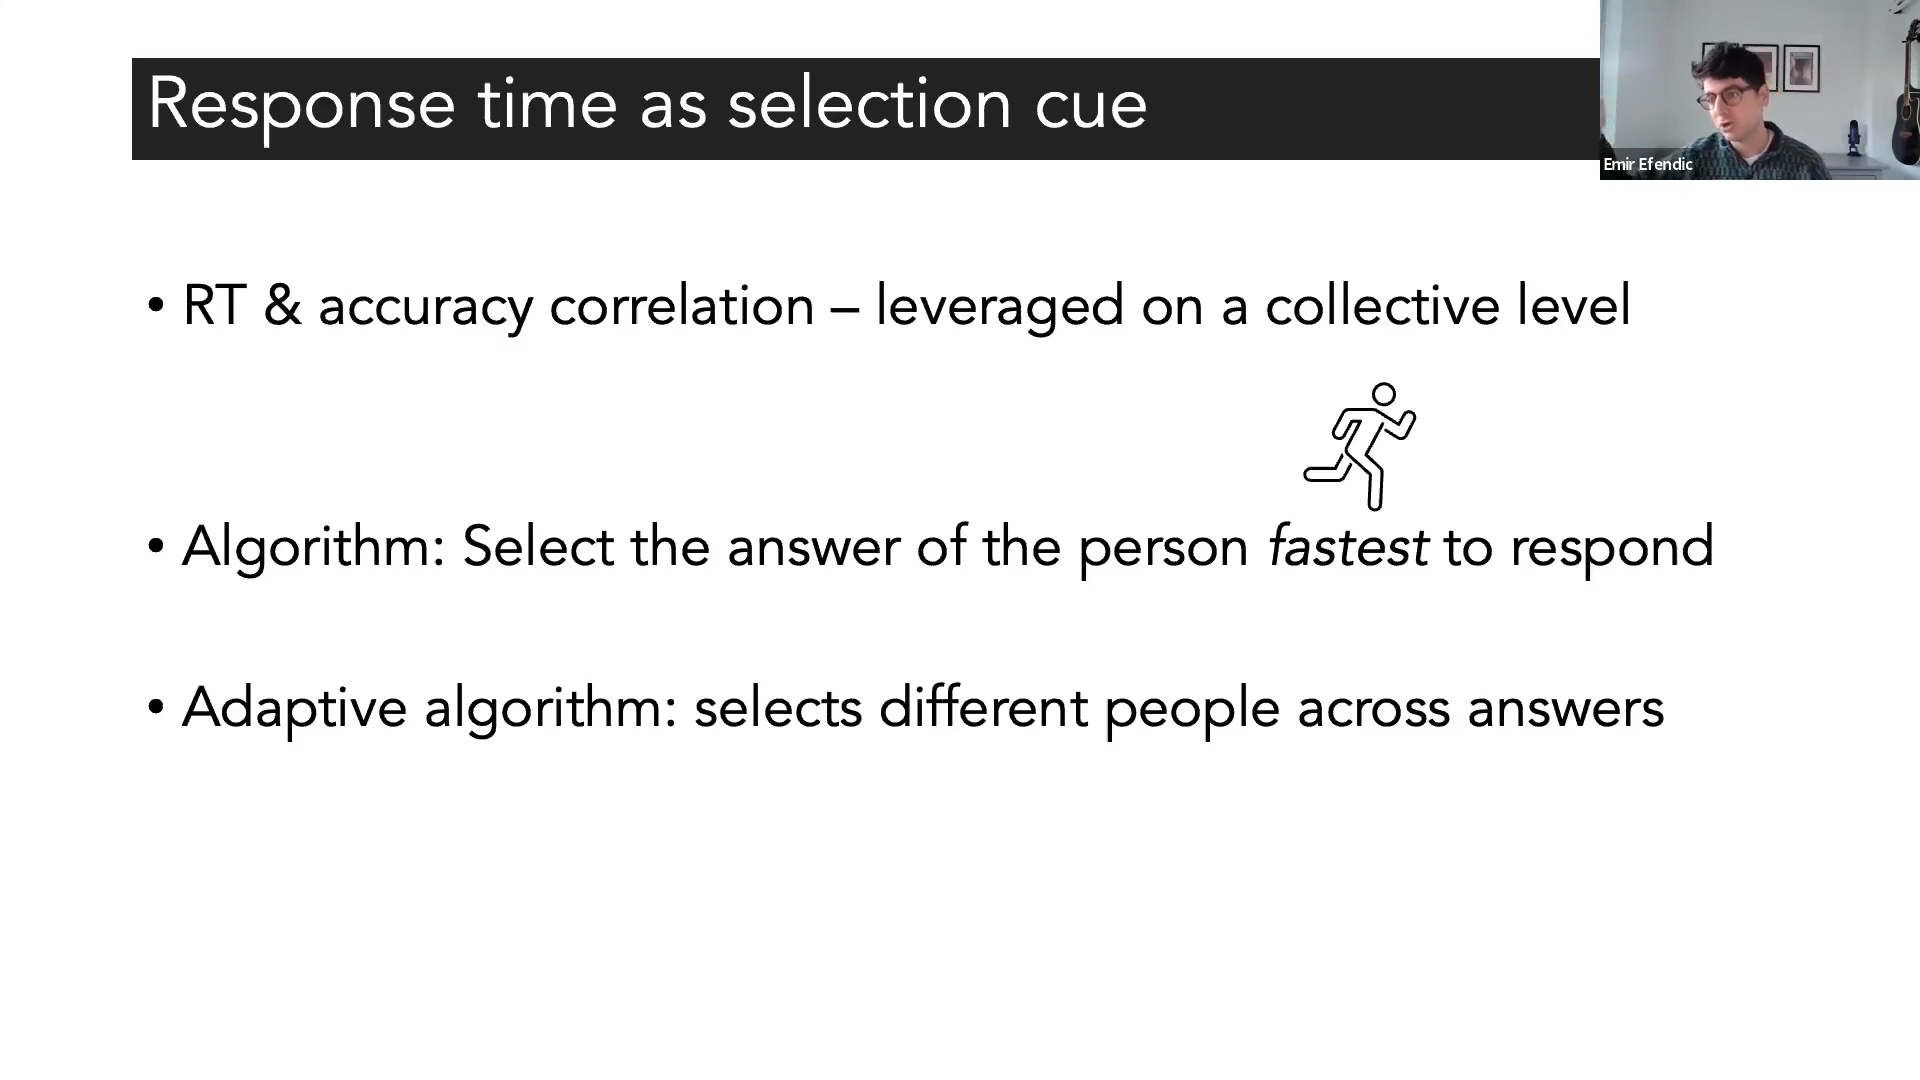 Response time as selection cue
Emir Efendic
• RT & accuracy correlation – leveraged on a collective level
• Algorithm: Select the answer of the person fastest to respond
• Adaptive algorithm: selects different people across answers